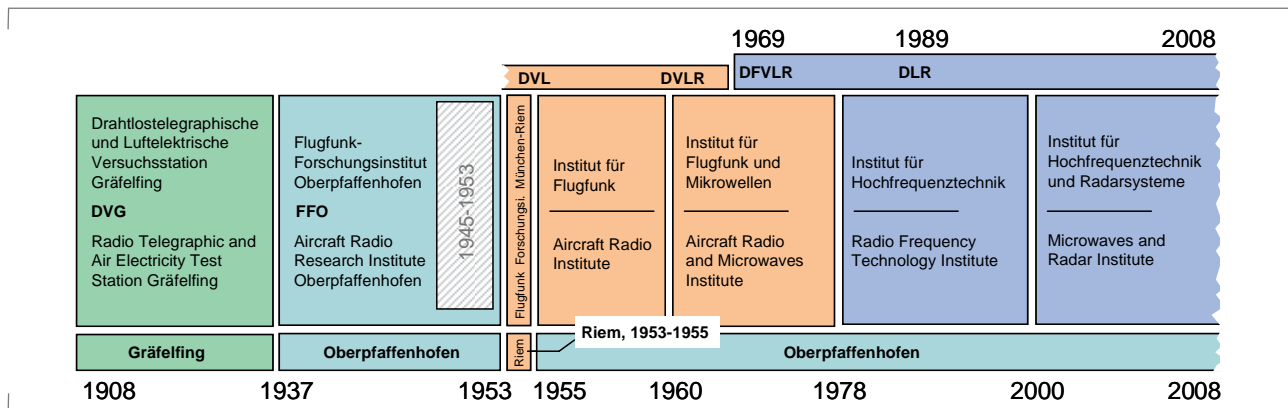 1969
1989
2008
DVL
DVLR
DFVLR
DLR
Drahtlostelegraphische
und Luftelektrische
Versuchsstation
Gräfelfing
DVG
Radio Telegraphic and
Air Electricity Test
Station Gräfelfing
Flugfunk-
Forschungsinstitut
Oberpfaffenhofen
FFO
Aircraft Radio
Research Institute
Oberpfaffenhofen
1945-1953
Flugfunk Forschungsi. München-Riem
Institut für
Flugfunk
Aircraft Radio
Institute
Institut für
Flugfunk und
Mikrowellen
Aircraft Radio
and Microwaves
Institute
Institut für
Hochfrequenztechnik
Radio Frequency
Technology Institute
Institut für
Hochfrequenztechnik
und Radarsysteme
Microwaves and
Radar Institute
Riem, 1953-1955
Gräfelfing
Oberpfaffenhofen
Riem
Oberpfaffenhofen
1908
1937
1953
1955
1960
1978
2000
2008